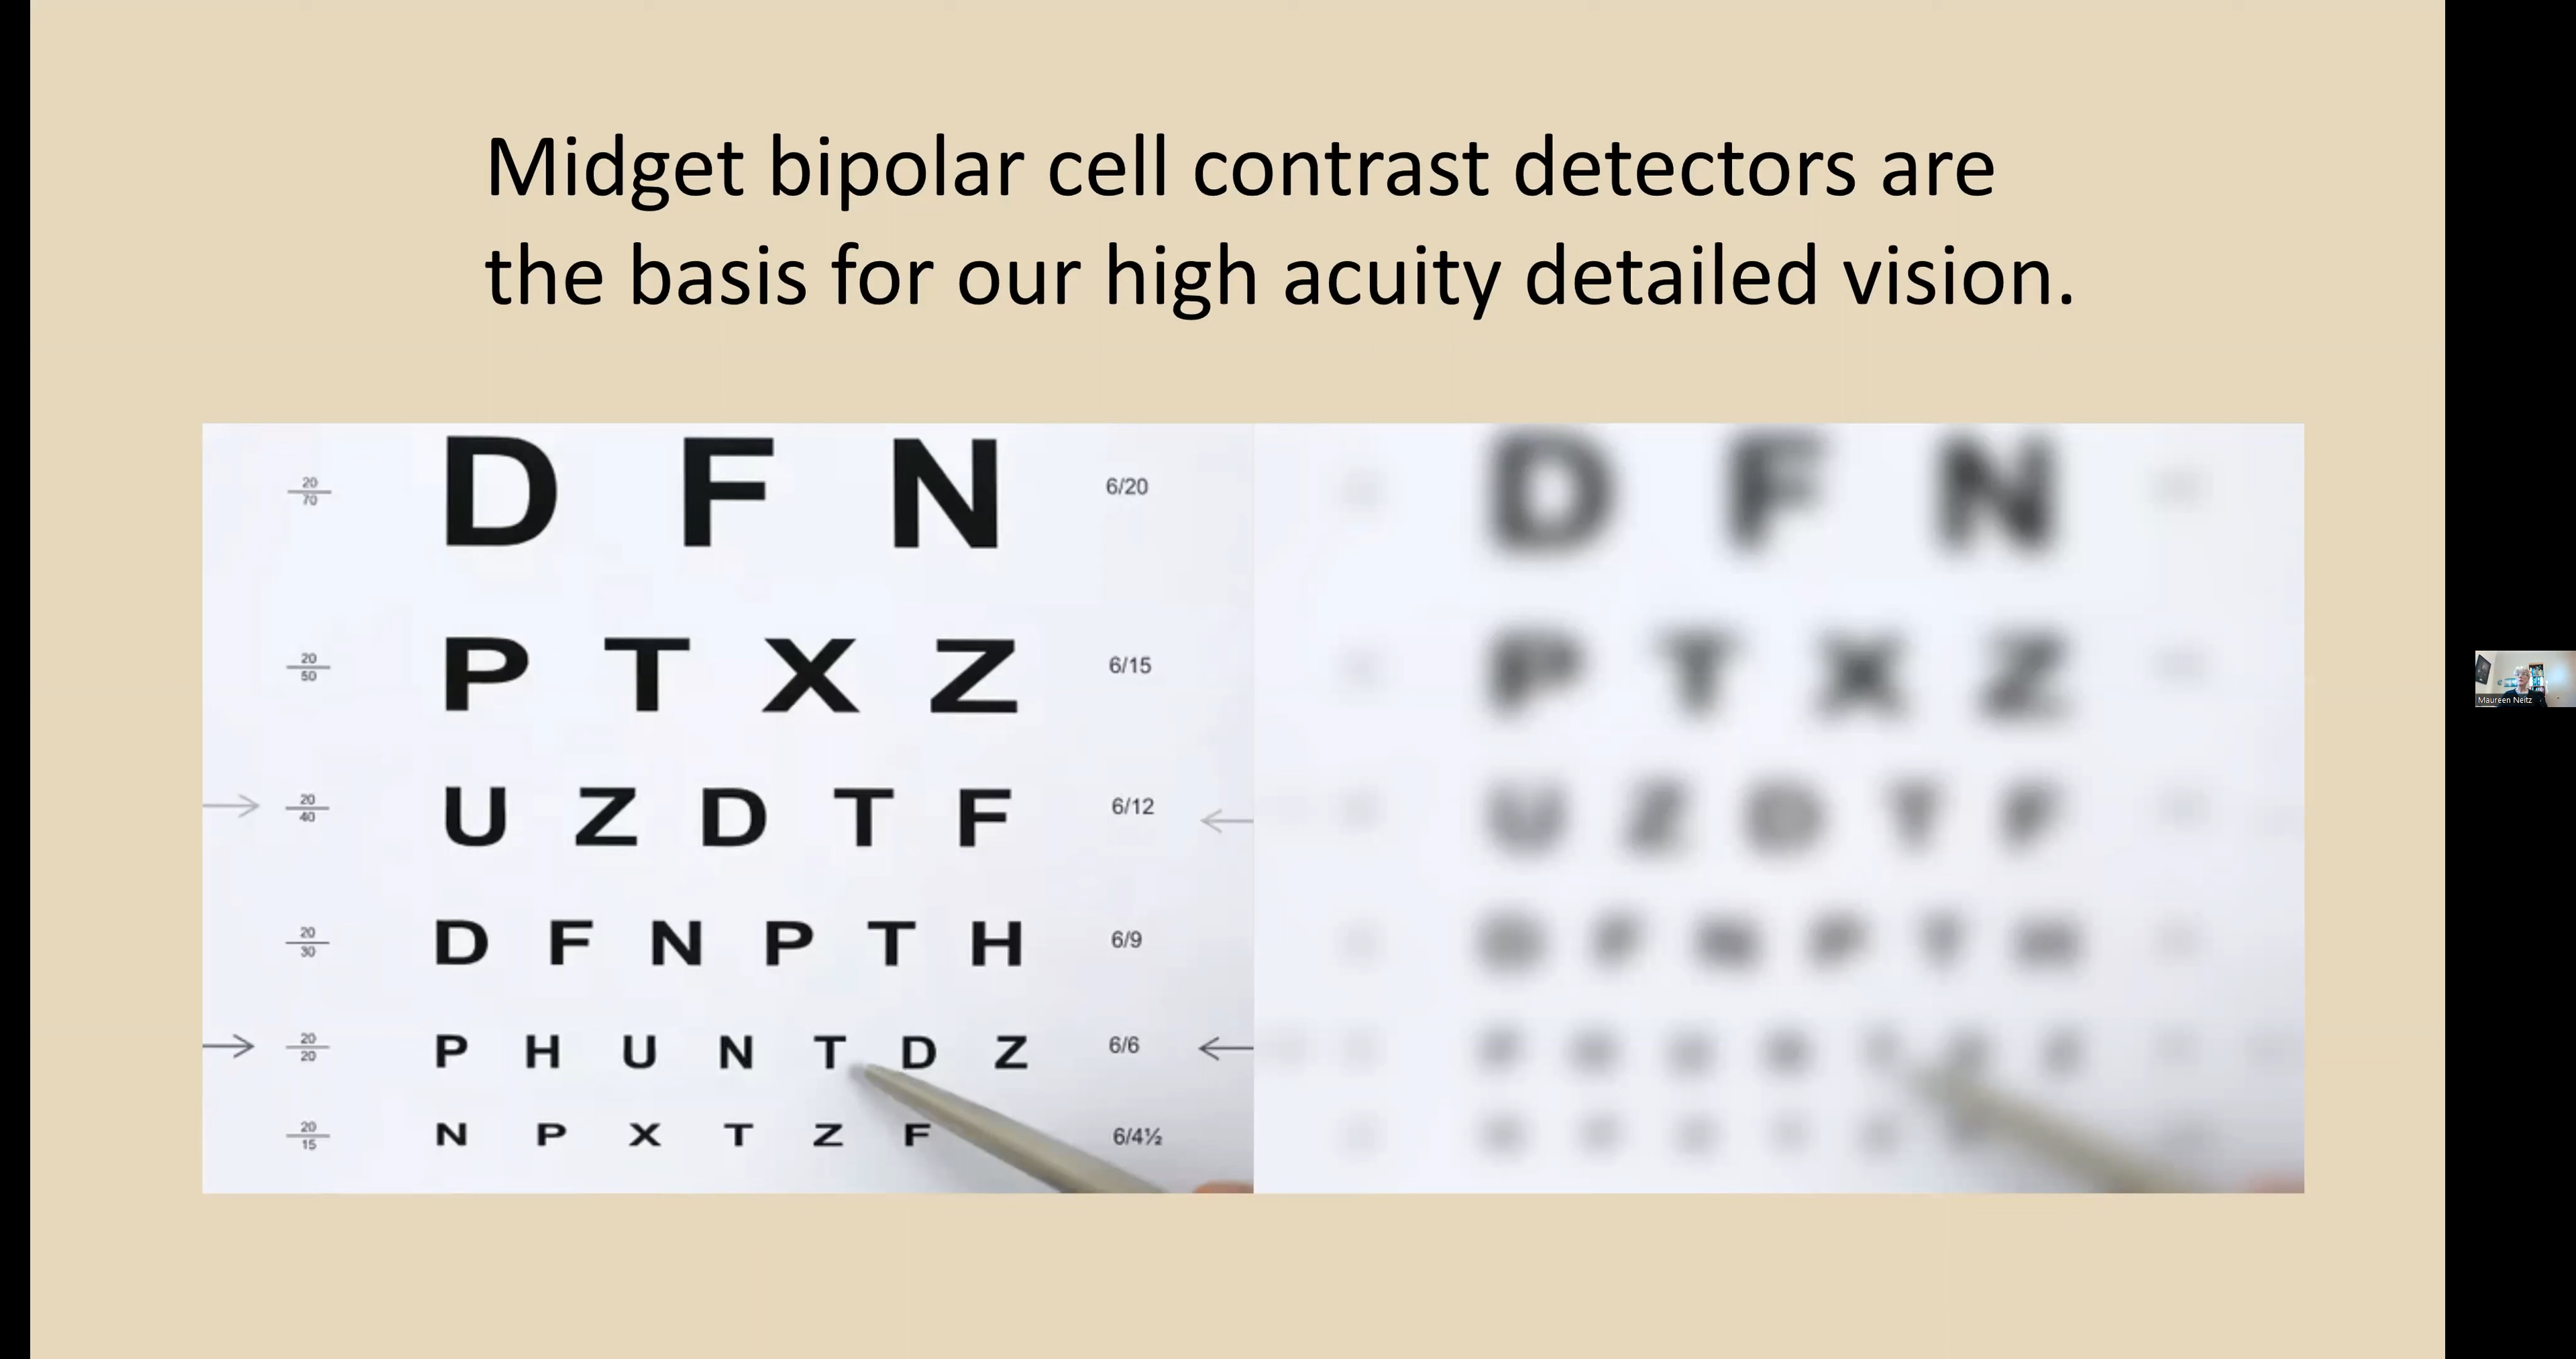 Midget bipolar cell contrast detectors are
the basis for our high acuity detailed vision.
20/70 D F N 6/20
20/50 P T X Z 6/15
20/40 U Z D T F 6/12
20/30 D F N P T H 6/9
20/20 P H U N T D Z 6/6
20/15 N P X T Z F 6/4½
D F N
P T X Z
U Z D T F
D F N P T H
Maureen Neitz